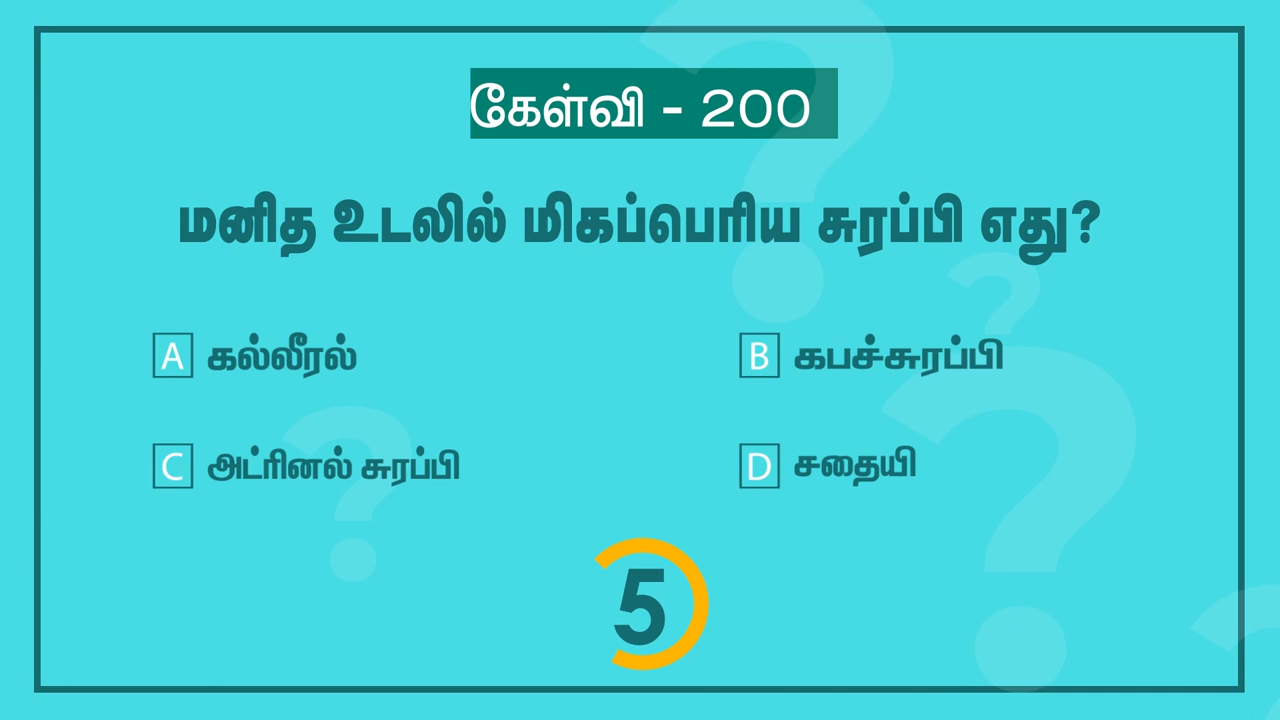 கேள்வி - 200
மனித உடலில் மிகப்பெரிய சுரப்பி எது?
A கல்லீரல்
B கபச்சுரப்பி
C அட்ரினல் சுரப்பி
D சதையி
5